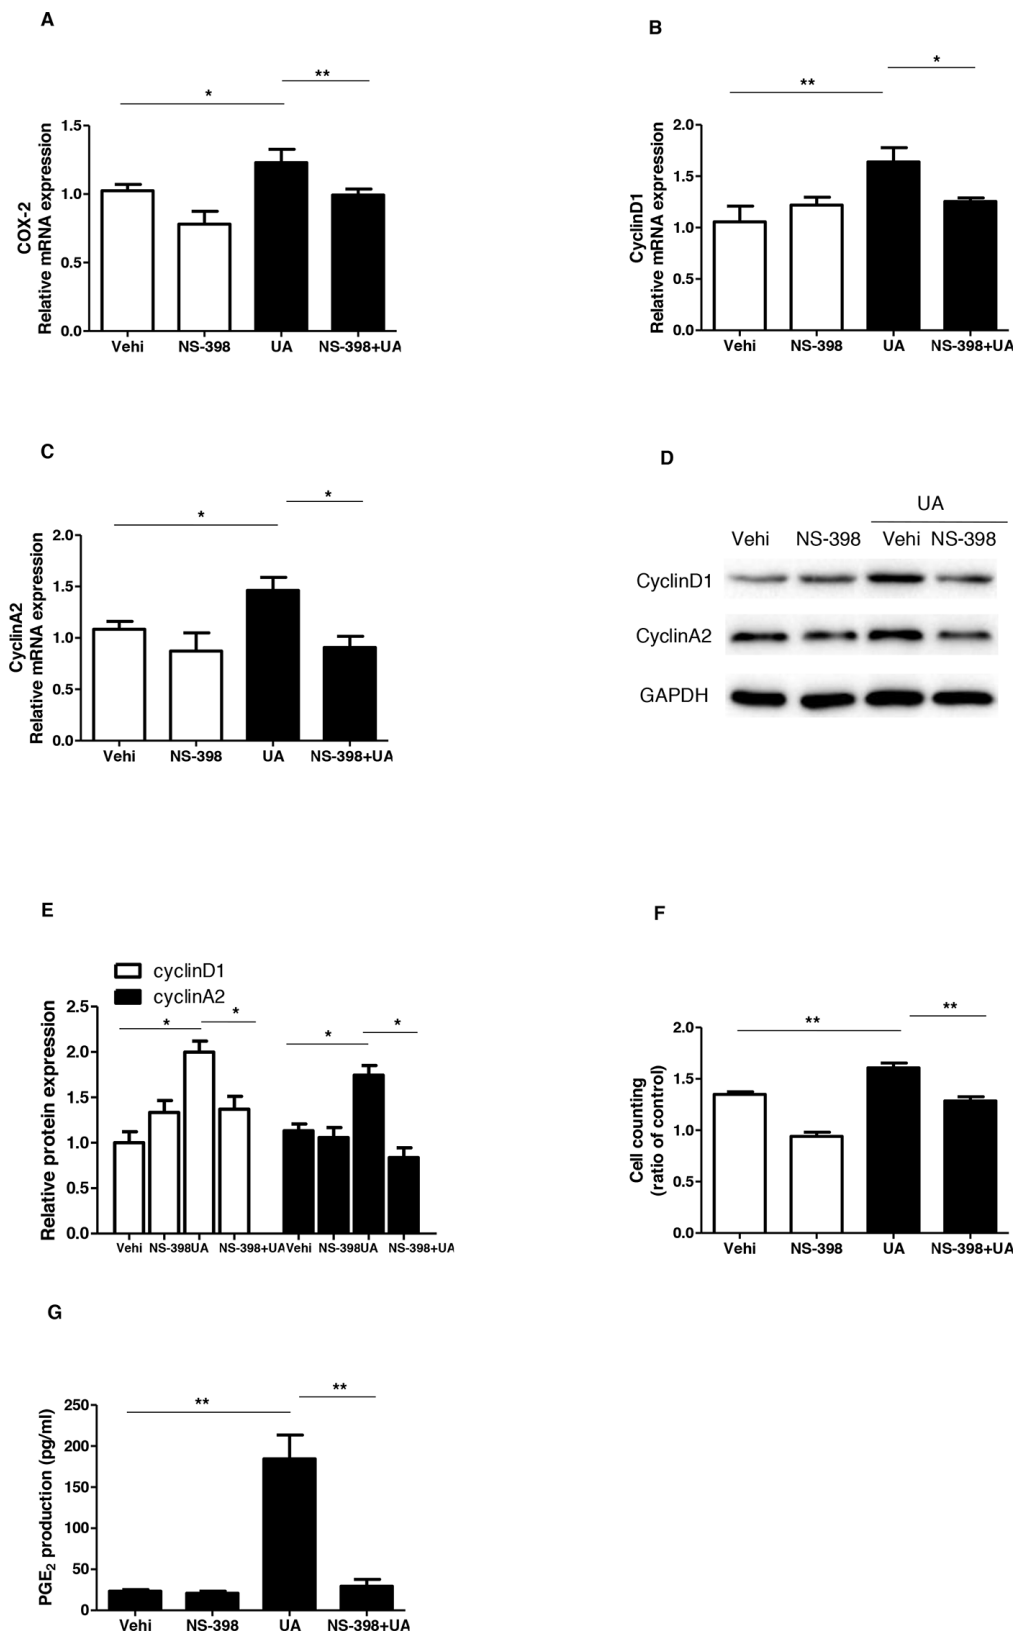 A
**
*
1.5
1.0
0.5
0.0
COX-2
Relative mRNA expression
Vehi NS-398 UA NS-398+UA
B
*
**
2.0
1.5
1.0
0.5
0.0
CyclinD1
Relative mRNA expression
Vehi NS-398 UA NS-398+UA
C
*
*
2.0
1.5
1.0
0.5
0.0
CyclinA2
Relative mRNA expression
Vehi NS-398 UA NS-398+UA
D
UA
Vehi NS-398 Vehi NS-398
CyclinD1
CyclinA2
GAPDH
E
cyclinD1
cyclinA2
* * * *
2.5
2.0
1.5
1.0
0.5
0.0
Relative protein expression
Vehi NS-398UA NS-398+UAVehi NS-398UA NS-398+UA
F
**
**
2.0
1.5
1.0
0.5
0.0
Cell counting
(ratio of control)
Vehi NS-398 UA NS-398+UA
G
**
**
250
200
150
100
50
0
PGE2 production (pg/ml)
Vehi NS-398 UA NS-398+UA